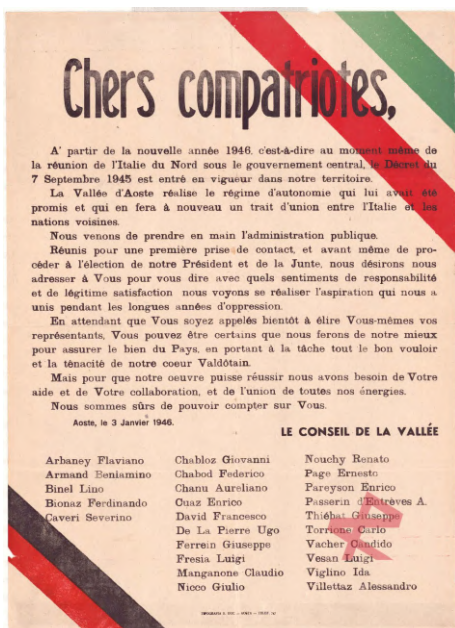 Chers compatriotes,
A' partir de la nouvelle année 1946, c'est-à-dire au moment même de
la réunion de l'Italie du Nord sous le gouvernement central, le Décret du
7 Septembre 1945 est entré en vigueur dans notre territoire.
La Vallée d'Aoste réalise le régime d'autonomie qui lui avait été
promis et qui en fera à nouveau un trait d'union entre l'Italie et les
nations voisines.
Nous venons de prendre en main l'administration publique.
Réunis pour une première prise de contact, et avant même de pro-
céder à l'élection de notre Président et de la Junte, nous désirons nous
adresser à Vous pour vous dire avec quels sentiments de responsabilité
et de légitime satisfaction nous voyons se réaliser l'aspiration qui nous a
unis pendant les longues années d'oppression.
En attendant que Vous soyez appelés bientôt à élire Vous-mêmes vos
représentants, Vous pouvez être certains que nous ferons de notre mieux
pour assurer le bien du Pays, en portant à la tâche tout le bon vouloir
et la ténacité de notre coeur Valdôtain.
Mais pour que notre oeuvre puisse réussir nous avons besoin de Votre
aide et de Votre collaboration, et de l'union de toutes nos énergies.
Nous sommes sûrs de pouvoir compter sur Vous.
Aoste, le 3 Janvier 1946.
LE CONSEIL DE LA VALLÉE
Arbaney Flaviano
Armand Beniamino
Binel Lino
Bionaz Ferdinando
Caveri Severino
Chabloz Giovanni
Chabod Federico
Chanu Aureliano
Cuaz Enrico
David Francesco
De La Pierre Ugo
Ferrein Giuseppe
Fresia Luigi
Manganone Claudio
Nicco Giulio
Nouchy Renato
Page Ernesto
Pareyson Enrico
Passerin d'Entrèves A.
Thiébat Giuseppe
Torrione Carlo
Vacher Candido
Vesan Luigi
Viglino Ida
Villettaz Alessandro